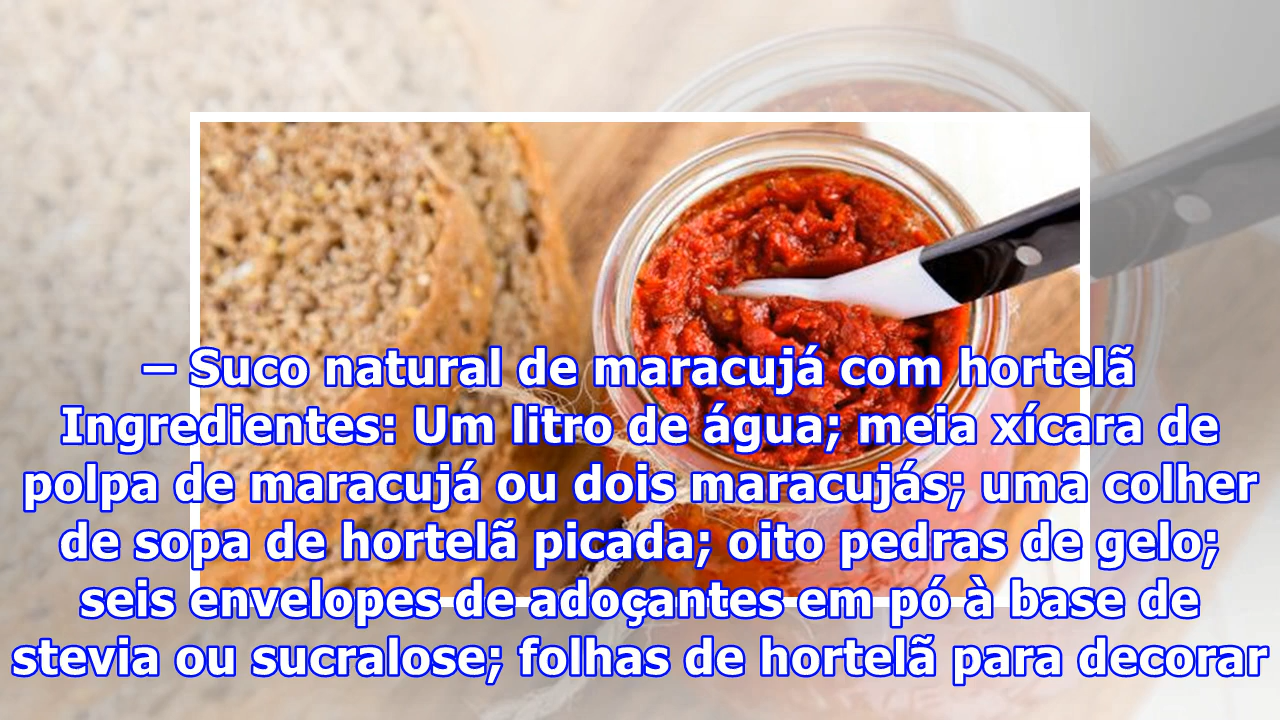 – Suco natural de maracujá com hortelã
Ingredientes: Um litro de água; meia xícara de
polpa de maracujá ou dois maracujás; uma colher
de sopa de hortelã picada; oito pedras de gelo;
seis envelopes de adoçantes em pó à base de
stevia ou sucralose; folhas de hortelã para decorar